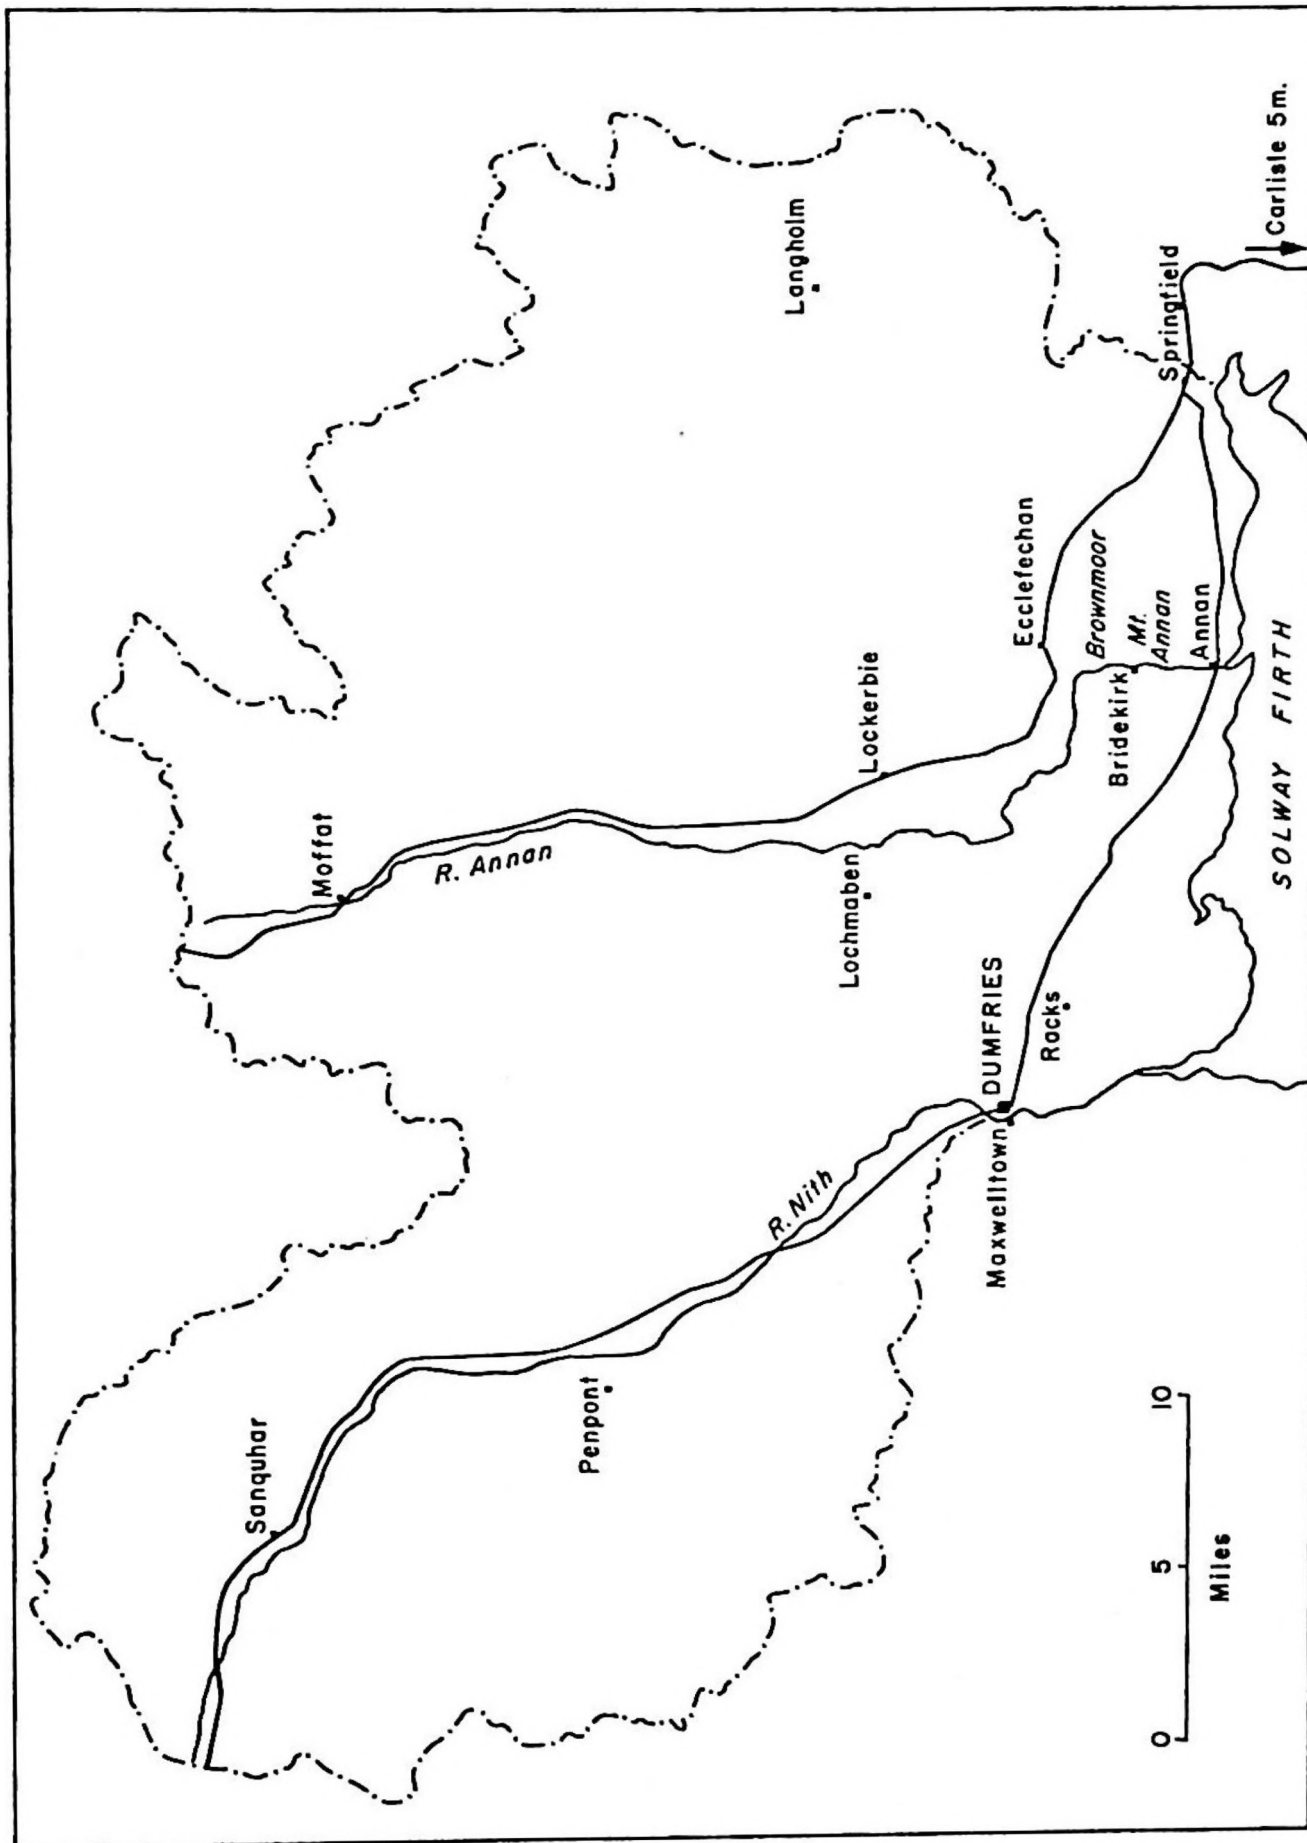 Sanquhar
Moffat
R. Annan
Penpont
R. Nith
Lochmaben
Lockerbie
Langholm
Maxwelltown
DUMFRIES
Racks
Ecclefechan
Brownmoor
Bridekirk
Mt.
Annan
Annan
Springfield
Carlisle 5m.
SOLWAY FIRTH
0 5 10
Miles